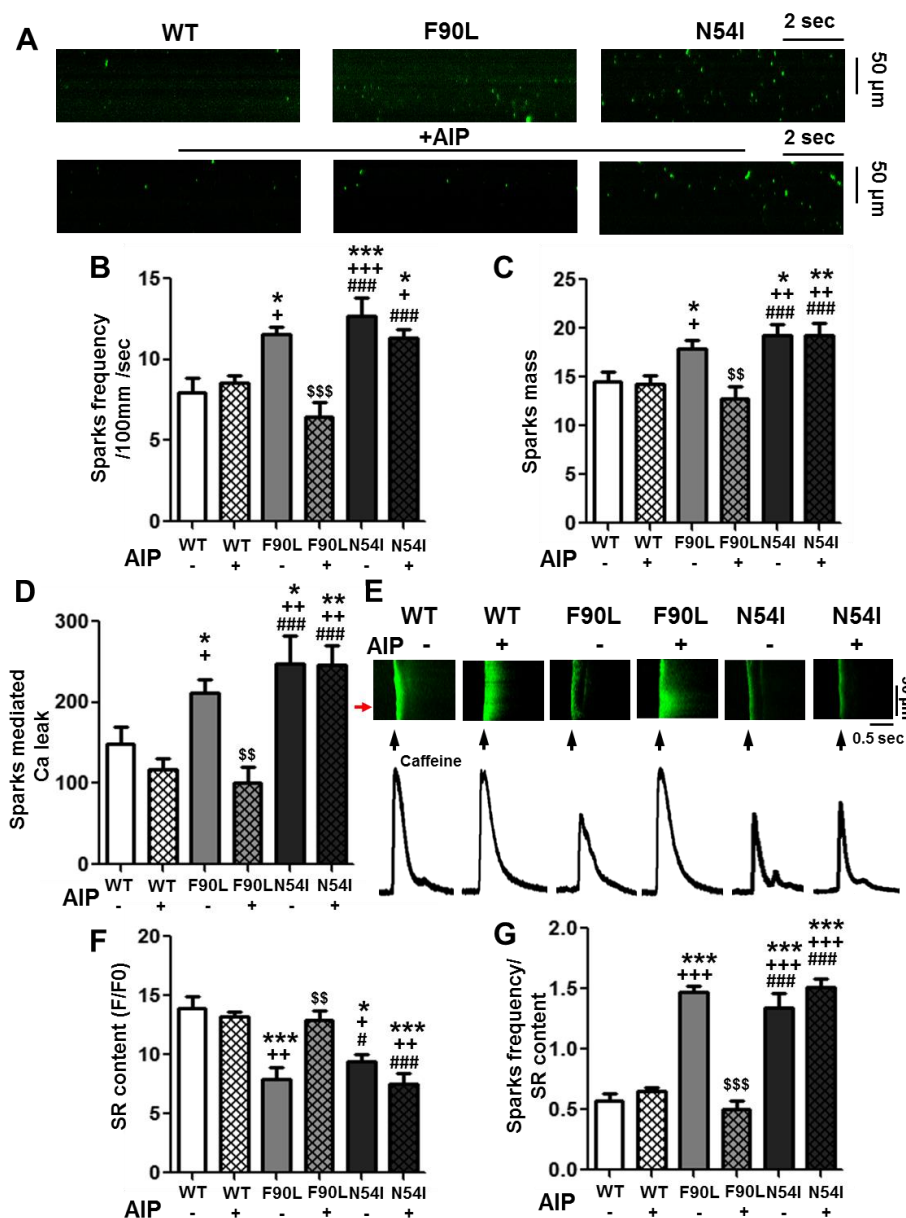 A
WT
F90L
N54I
2 sec
50 µm
+AIP
2 sec
50 µm
B
Sparks frequency
/100mm /sec
15
10
5
0
*
+
$$$
***
+++
###
*
+
###
WT WT F90L F90L N54I N54I
AIP - + - + - +
C
Sparks mass
25
20
15
10
5
0
*
+
$$
*
++
###
**
++
###
WT WT F90L F90L N54I N54I
AIP - + - + - +
D
Sparks mediated
Ca leak
300
200
100
0
*
+
$$
*
++
###
**
++
###
WT WT F90L F90L N54I N54I
AIP - + - + - +
E
WT WT F90L F90L N54I N54I
AIP - + - + - +
0.5 sec
Caffeine
F
SR content (F/F0)
20
15
10
5
0
***
++
$$
*
+
#
***
++
###
WT WT F90L F90L N54I N54I
AIP - + - + - +
G
Sparks frequency/
SR content
2.0
1.5
1.0
0.5
0.0
***
+++
$$$
***
+++
###
***
+++
###
WT WT F90L F90L N54I N54I
AIP - + - + - +